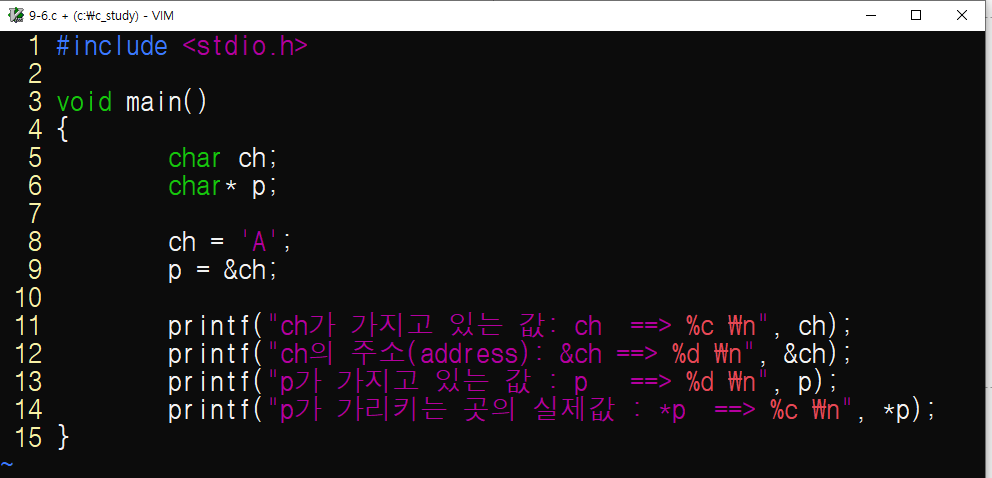 9-6.c + (c:₩c_study) - VIM
1 #include <stdio.h>
2
3 void main()
4 {
5         char ch;
6         char* p;
7
8         ch = 'A';
9         p = &ch;
10
11         printf("ch가 가지고 있는 값: ch  ==> %c ₩n", ch);
12         printf("ch의 주소(address): &ch ==> %d ₩n", &ch);
13         printf("p가 가지고 있는 값 : p   ==> %d ₩n", p);
14         printf("p가 가리키는 곳의 실제값 : *p  ==> %c ₩n", *p);
15 }
~